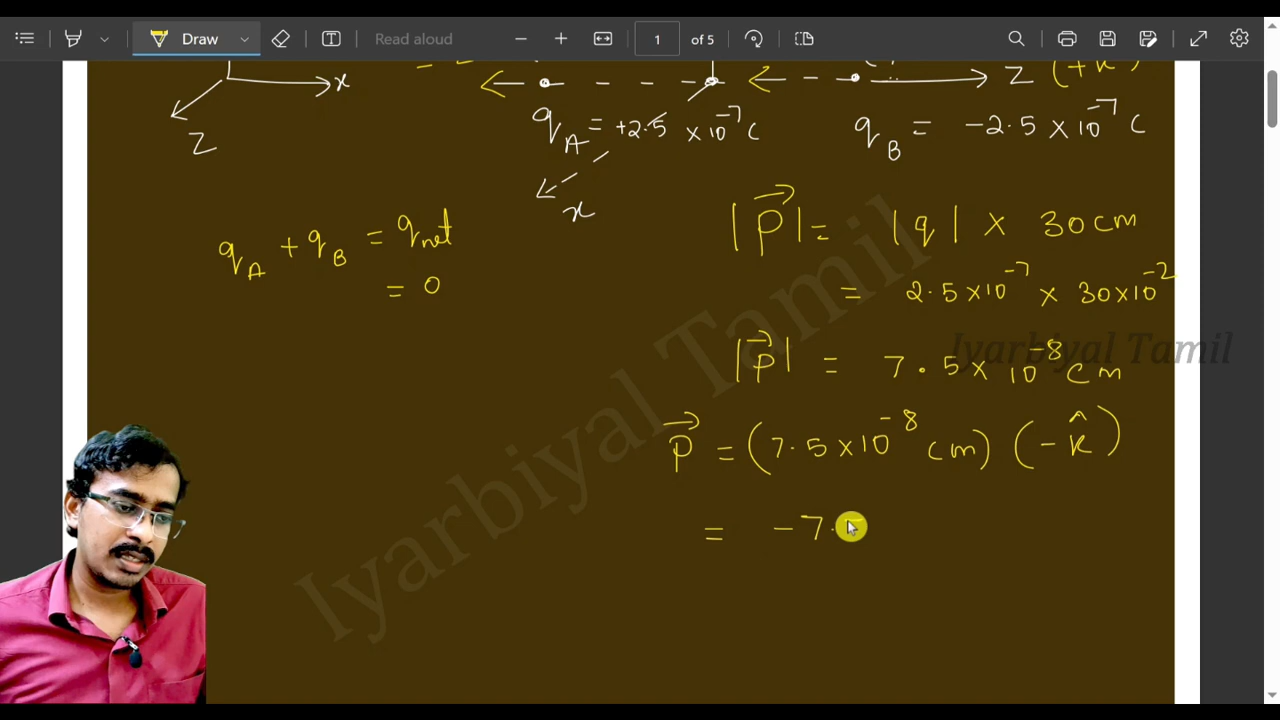 Draw
Read aloud
1 of 5
x
z
z
q_A = +2.5 × 10^-7 C
q_B = -2.5 × 10^-7 C
x
q_A + q_B = q_net
= 0
|P⃗| = |q| × 30 cm
= 2.5×10^-7 × 30×10^-2
|P⃗| = 7.5×10^-8 cm
P⃗ = (7.5×10^-8 cm) (-k̂)
= -7.
Iyarbiyal Tamil
Iyarbiyal Tamil